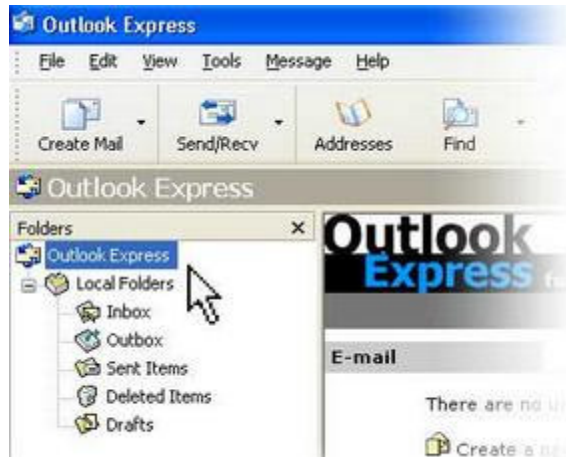 Outlook Express
File Edit View Tools Message Help
Create Mail Send/Recv Addresses Find
Outlook Express
Folders
Outlook Express
Local Folders
Inbox
Outbox
Sent Items
Deleted Items
Drafts
Outlook
Express
E-mail
There are no
Create a